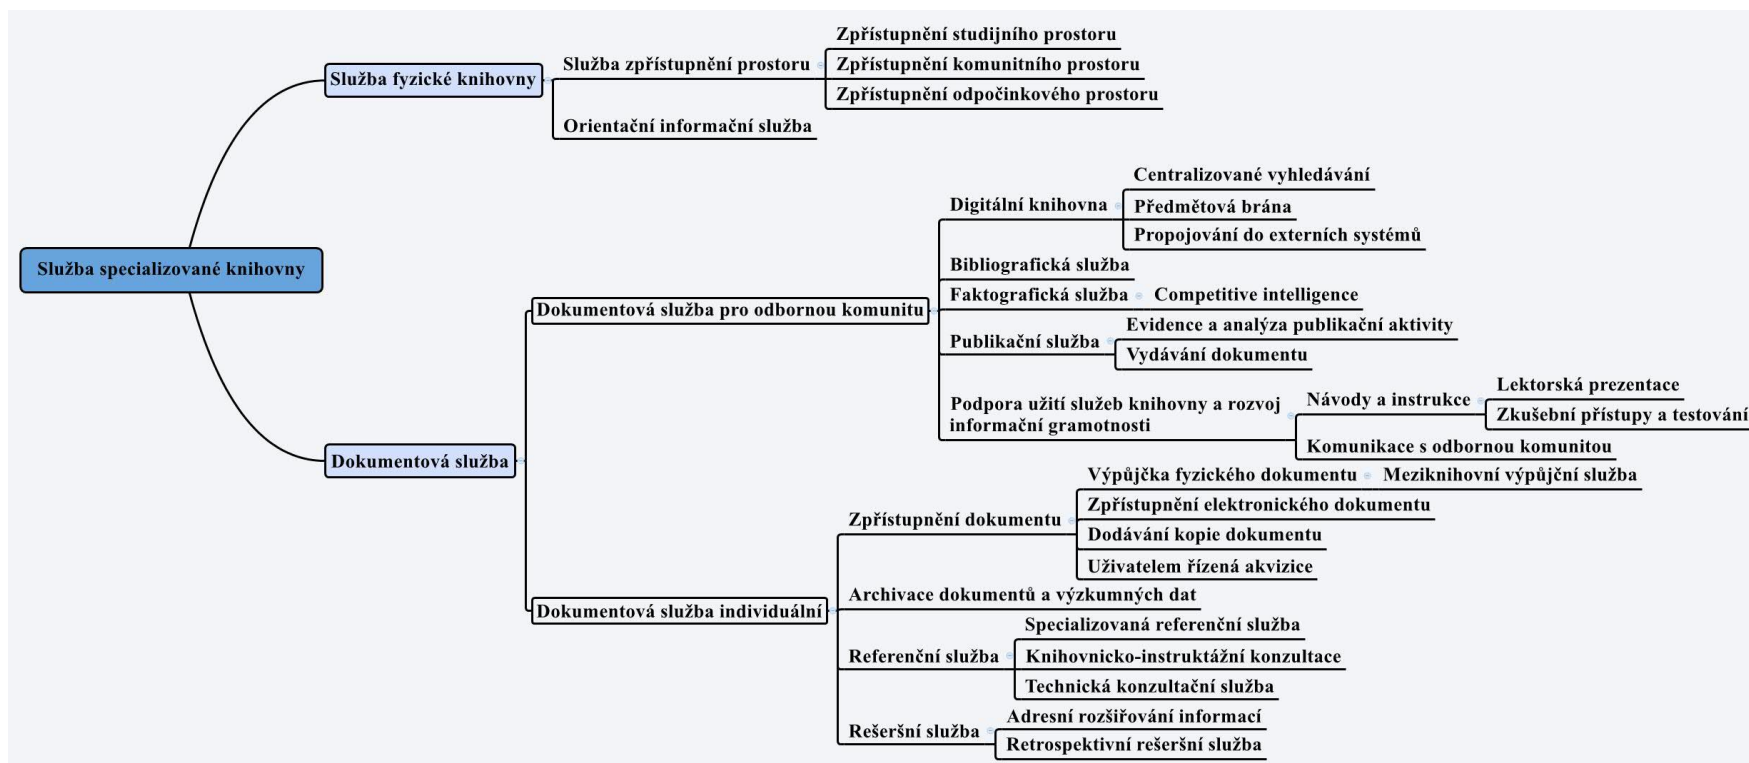 Služba specializované knihovny
Služba fyzické knihovny
Služba zpřístupnění prostoru
Zpřístupnění studijního prostoru
Zpřístupnění komunitního prostoru
Zpřístupnění odpočinkového prostoru
Orientační informační služba
Dokumentová služba
Dokumentová služba pro odbornou komunitu
Digitální knihovna
Centralizované vyhledávání
Předmětová brána
Propojování do externích systémů
Bibliografická služba
Faktografická služba
Competitive intelligence
Publikační služba
Evidence a analýza publikační aktivity
Vydávání dokumentu
Podpora užití služeb knihovny a rozvoj
informační gramotnosti
Návody a instrukce
Lektorská prezentace
Zkušební přístupy a testování
Komunikace s odbornou komunitou
Dokumentová služba individuální
Zpřístupnění dokumentu
Výpůjčka fyzického dokumentu
Meziknihovní výpůjční služba
Zpřístupnění elektronického dokumentu
Dodávání kopie dokumentu
Uživatelem řízená akvizice
Archivace dokumentů a výzkumných dat
Referenční služba
Specializovaná referenční služba
Knihovnicko-instruktážní konzultace
Technická konzultační služba
Rešeršní služba
Adresní rozšiřování informací
Retrospektivní rešeršní služba